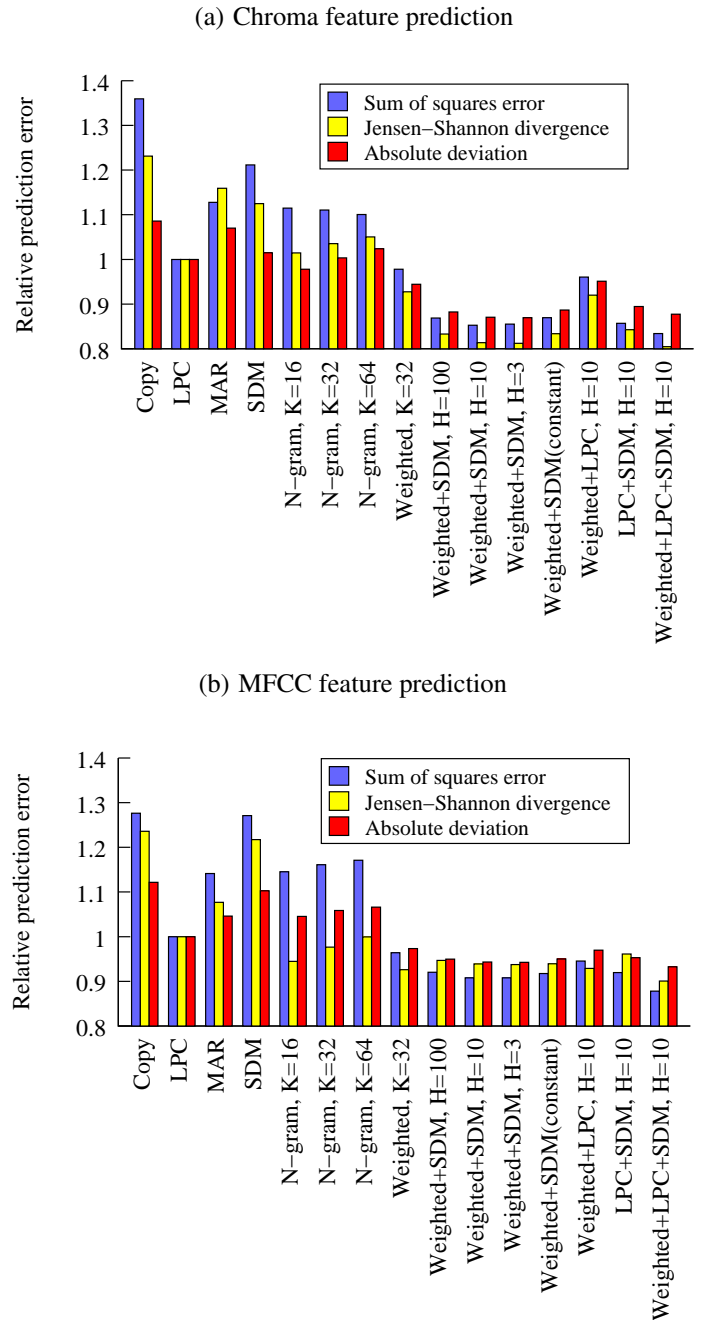 (a) Chroma feature prediction
1.4
1.3
1.2
1.1
1
0.9
0.8
Relative prediction error
Sum of squares error
Jensen−Shannon divergence
Absolute deviation
Copy
LPC
MAR
SDM
N−gram, K=16
N−gram, K=32
N−gram, K=64
Weighted, K=32
Weighted+SDM, H=100
Weighted+SDM, H=10
Weighted+SDM, H=3
Weighted+SDM(constant)
Weighted+LPC, H=10
LPC+SDM, H=10
Weighted+LPC+SDM, H=10
(b) MFCC feature prediction
1.4
1.3
1.2
1.1
1
0.9
0.8
Relative prediction error
Sum of squares error
Jensen−Shannon divergence
Absolute deviation
Copy
LPC
MAR
SDM
N−gram, K=16
N−gram, K=32
N−gram, K=64
Weighted, K=32
Weighted+SDM, H=100
Weighted+SDM, H=10
Weighted+SDM, H=3
Weighted+SDM(constant)
Weighted+LPC, H=10
LPC+SDM, H=10
Weighted+LPC+SDM, H=10